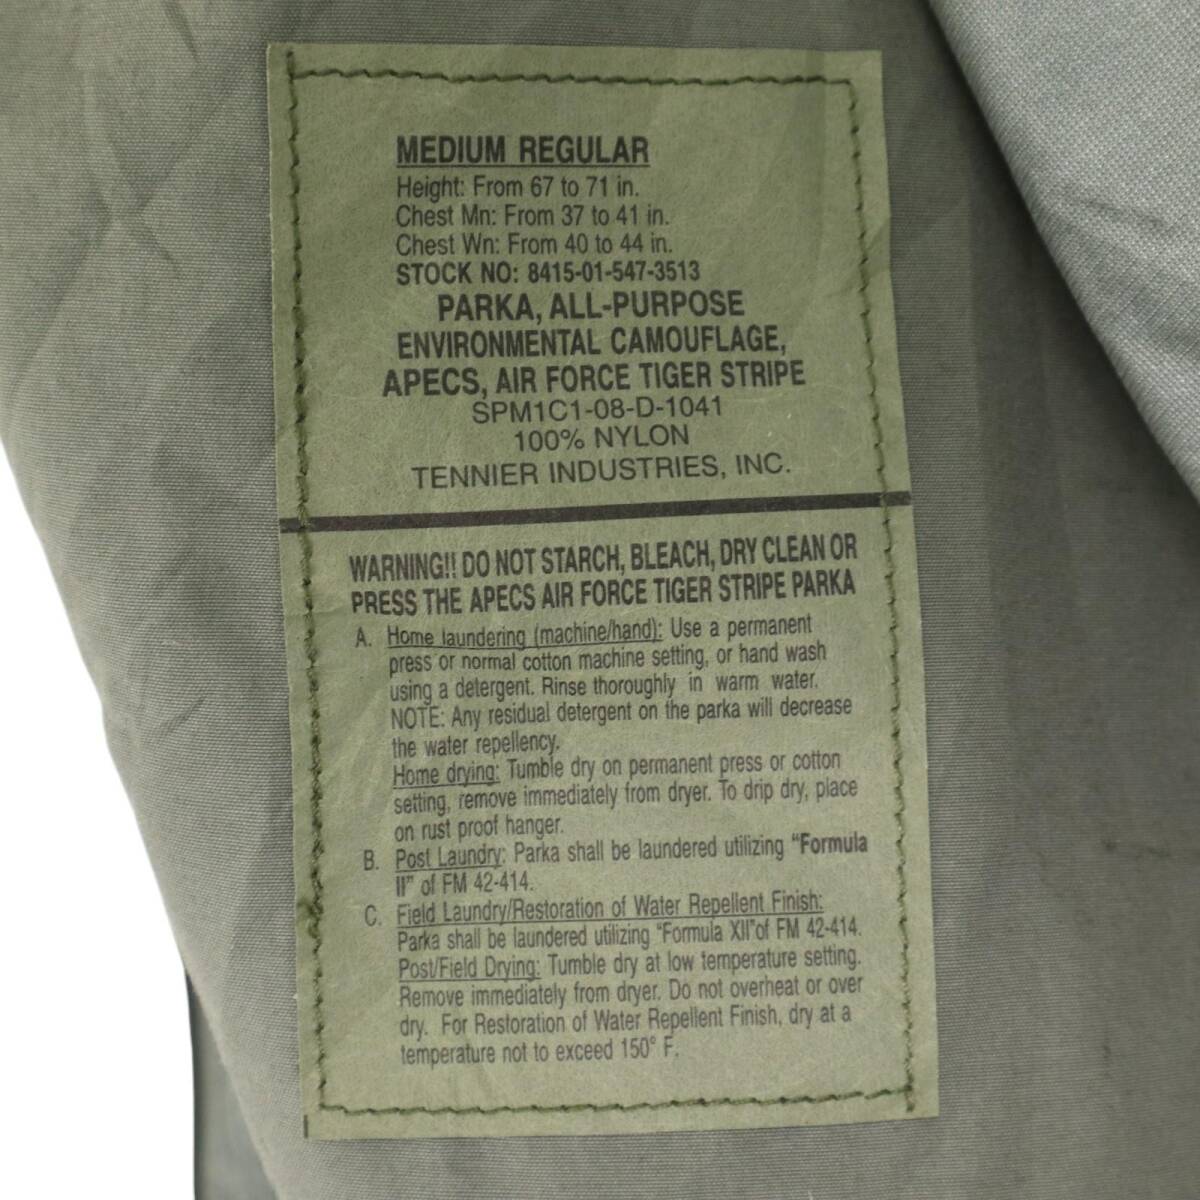 MEDIUM REGULAR
Height: From 67 to 71 in.
Chest Mn: From 37 to 41 in.
Chest Wn: From 40 to 44 in.
STOCK NO: 8415-01-547-3513
PARKA, ALL-PURPOSE
ENVIRONMENTAL CAMOUFLAGE,
APECS, AIR FORCE TIGER STRIPE
SPM1C1-08-D-1041
100% NYLON
TENNIER INDUSTRIES, INC.
WARNING!! DO NOT STARCH, BLEACH, DRY CLEAN OR
PRESS THE APECS AIR FORCE TIGER STRIPE PARKA
A. Home laundering (machine/hand): Use a permanent
press or normal cotton machine setting, or hand wash
using a detergent. Rinse thoroughly in warm water.
NOTE: Any residual detergent on the parka will decrease
the water repellency.
Home drying: Tumble dry on permanent press or cotton
setting, remove immediately from dryer. To drip dry, place
on rust proof hanger.
B. Post Laundry: Parka shall be laundered utilizing "Formula
II" of FM 42-414.
C. Field Laundry/Restoration of Water Repellent Finish:
Parka shall be laundered utilizing "Formula XII"of FM 42-414.
Post/Field Drying: Tumble dry at low temperature setting.
Remove immediately from dryer. Do not overheat or over
dry. For Restoration of Water Repellent Finish, dry at a
temperature not to exceed 150° F.